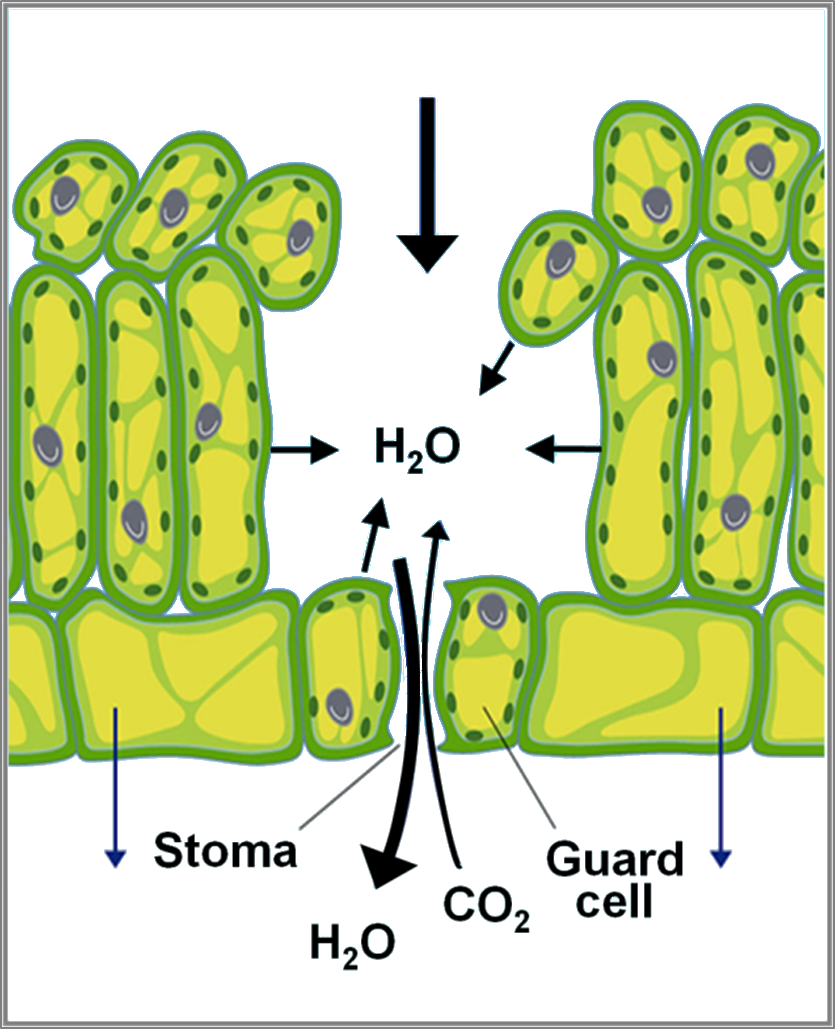 H₂O
Stoma
Guard
cell
CO₂
H₂O